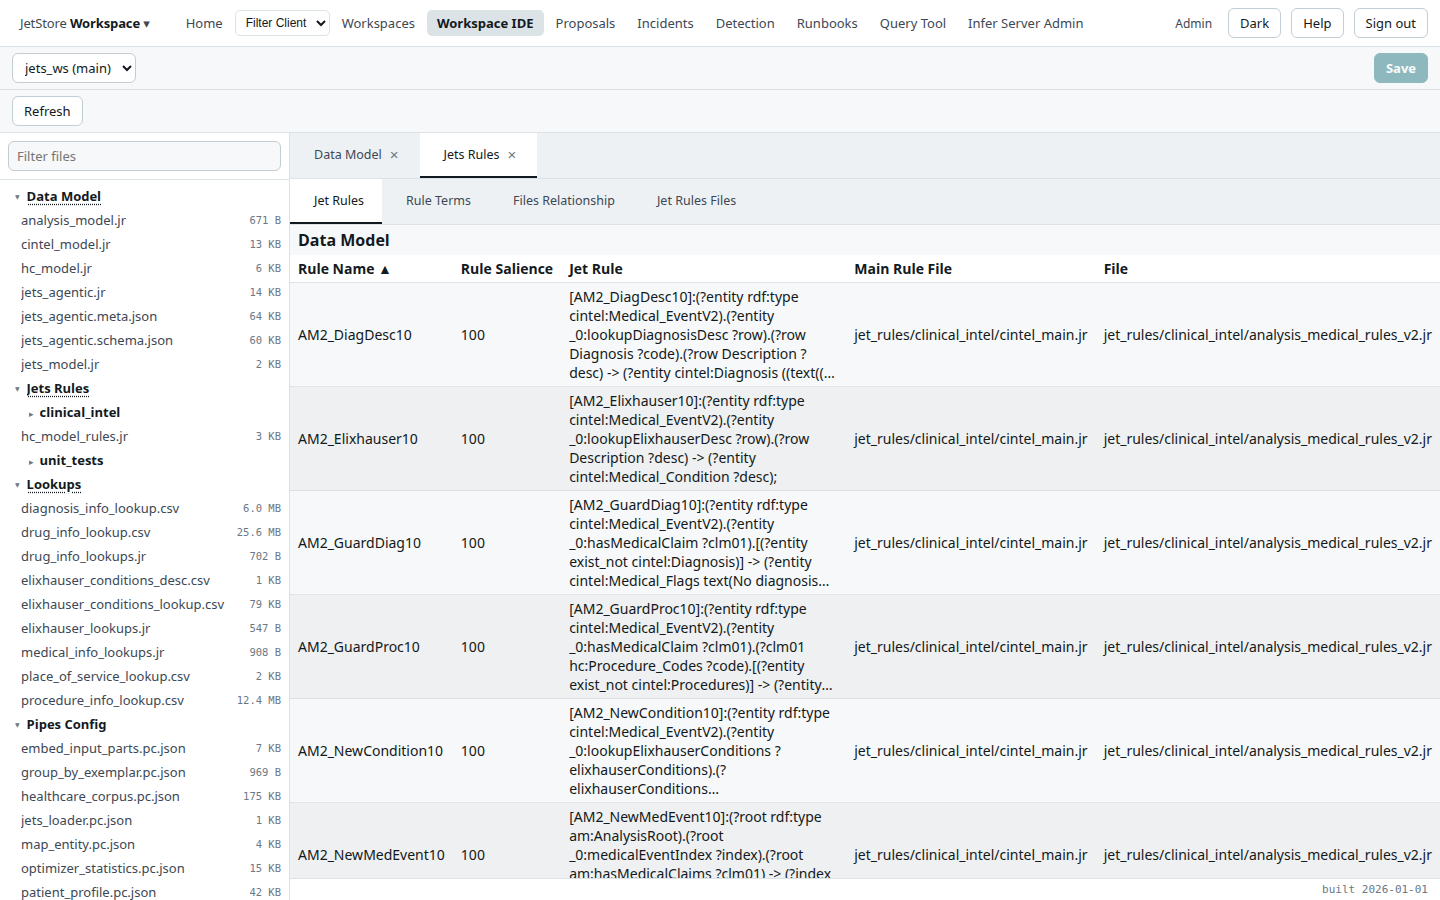 JetStore Workspace ▾
Home
Filter Client
Workspaces
Workspace IDE
Proposals
Incidents
Detection
Runbooks
Query Tool
Infer Server Admin
Admin
Dark
Help
Sign out
jets_ws (main)
Save
Refresh
Filter files
Data Model
analysis_model.jr 671 B
cintel_model.jr 13 KB
hc_model.jr 6 KB
jets_agentic.jr 14 KB
jets_agentic.meta.json 64 KB
jets_agentic.schema.json 60 KB
jets_model.jr 2 KB
Jets Rules
clinical_intel
hc_model_rules.jr 3 KB
unit_tests
Lookups
diagnosis_info_lookup.csv 6.0 MB
drug_info_lookup.csv 25.6 MB
drug_info_lookups.jr 702 B
elixhauser_conditions_desc.csv 1 KB
elixhauser_conditions_lookup.csv 79 KB
elixhauser_lookups.jr 547 B
medical_info_lookups.jr 908 B
place_of_service_lookup.csv 2 KB
procedure_info_lookup.csv 12.4 MB
Pipes Config
embed_input_parts.pc.json 7 KB
group_by_exemplar.pc.json 969 B
healthcare_corpus.pc.json 175 KB
jets_loader.pc.json 1 KB
map_entity.pc.json 4 KB
optimizer_statistics.pc.json 15 KB
patient_profile.pc.json 42 KB
Data Model ×
Jets Rules ×
Jet Rules
Rule Terms
Files Relationship
Jet Rules Files
Data Model
Rule Name ▲ Rule Salience Jet Rule Main Rule File File
AM2_DiagDesc10
100
[AM2_DiagDesc10]:(?entity rdf:type
cintel:Medical_EventV2).(?entity
_0:lookupDiagnosisDesc ?row).(?row
Diagnosis ?code).(?row Description ?
desc) -> (?entity cintel:Diagnosis ((text((...
jet_rules/clinical_intel/cintel_main.jr
jet_rules/clinical_intel/analysis_medical_rules_v2.jr
AM2_Elixhauser10
100
[AM2_Elixhauser10]:(?entity rdf:type
cintel:Medical_EventV2).(?entity
_0:lookupElixhauserDesc ?row).(?row
Description ?desc) -> (?entity
cintel:Medical_Condition ?desc);
jet_rules/clinical_intel/cintel_main.jr
jet_rules/clinical_intel/analysis_medical_rules_v2.jr
AM2_GuardDiag10
100
[AM2_GuardDiag10]:(?entity rdf:type
cintel:Medical_EventV2).(?entity
_0:hasMedicalClaim ?clm01).[(?entity
exist_not cintel:Diagnosis)] -> (?entity
cintel:Medical_Flags text(No diagnosis...
jet_rules/clinical_intel/cintel_main.jr
jet_rules/clinical_intel/analysis_medical_rules_v2.jr
AM2_GuardProc10
100
[AM2_GuardProc10]:(?entity rdf:type
cintel:Medical_EventV2).(?entity
_0:hasMedicalClaim ?clm01).(?clm01
hc:Procedure_Codes ?code).[(?entity
exist_not cintel:Procedures)] -> (?entity...
jet_rules/clinical_intel/cintel_main.jr
jet_rules/clinical_intel/analysis_medical_rules_v2.jr
AM2_NewCondition10
100
[AM2_NewCondition10]:(?entity rdf:type
cintel:Medical_EventV2).(?entity
_0:lookupElixhauserConditions ?
elixhauserConditions).(?
elixhauserConditions...
jet_rules/clinical_intel/cintel_main.jr
jet_rules/clinical_intel/analysis_medical_rules_v2.jr
AM2_NewMedEvent10
100
[AM2_NewMedEvent10]:(?root rdf:type
am:AnalysisRoot).(?root
_0:medicalEventIndex ?index).(?root
am:hasMedicalClaims ?clm01) -> (?index
jet_rules/clinical_intel/cintel_main.jr
jet_rules/clinical_intel/analysis_medical_rules_v2.jr
built 2026-01-01